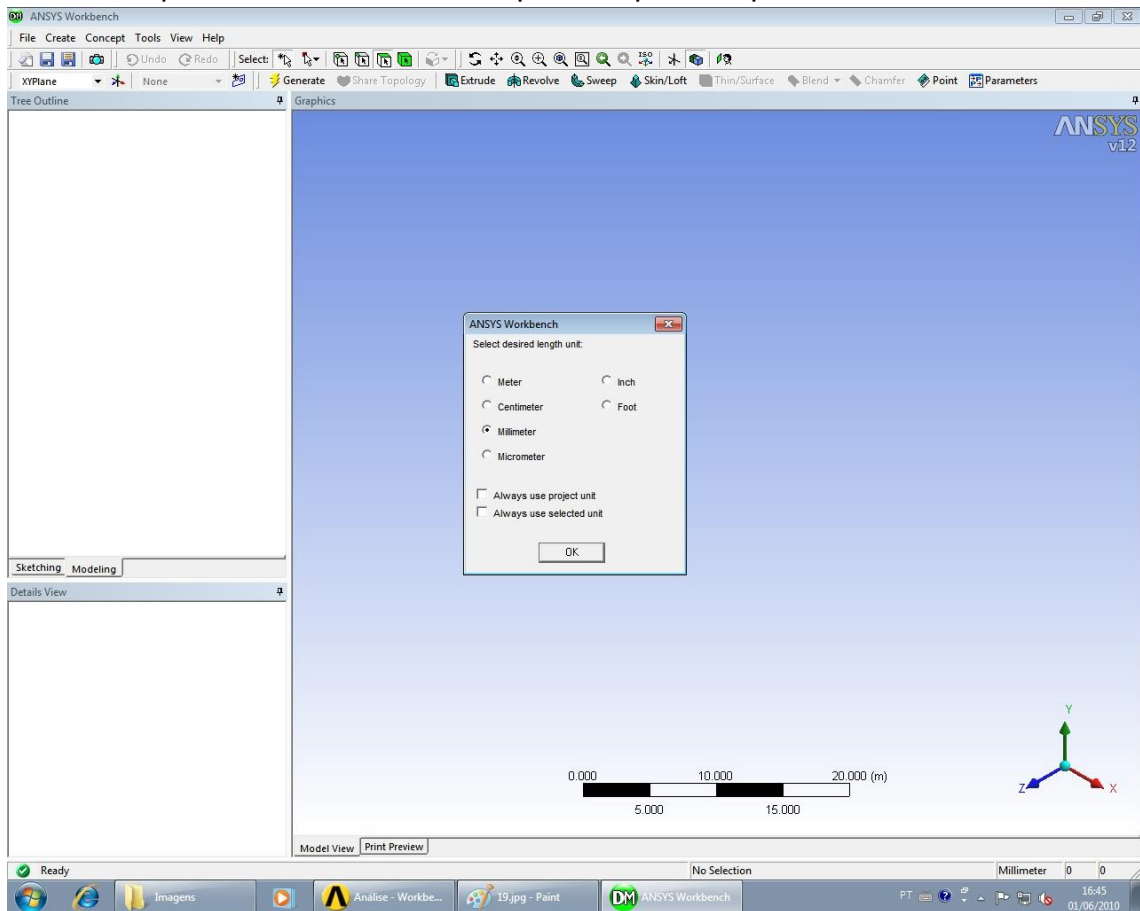 ANSYS Workbench
File Create Concept Tools View Help
Undo Redo Select: ISO
XYPlane None Generate Share Topology Extrude Revolve Sweep Skin/Loft Thin/Surface Blend Chamfer Point Parameters
Tree Outline
Graphics
ANSYS
v12
ANSYS Workbench
Select desired length unit:
Meter Inch
Centimeter Foot
Millimeter
Micrometer
Always use project unit
Always use selected unit
OK
Sketching Modeling
Details View
Y
Z X
0.000 10.000 20.000 (m)
5.000 15.000
Model View Print Preview
Ready No Selection Millimeter 0 0
Imagens Análise - Workbe... 19.jpg - Paint DM ANSYS Workbench PT 16:45
01/06/2010